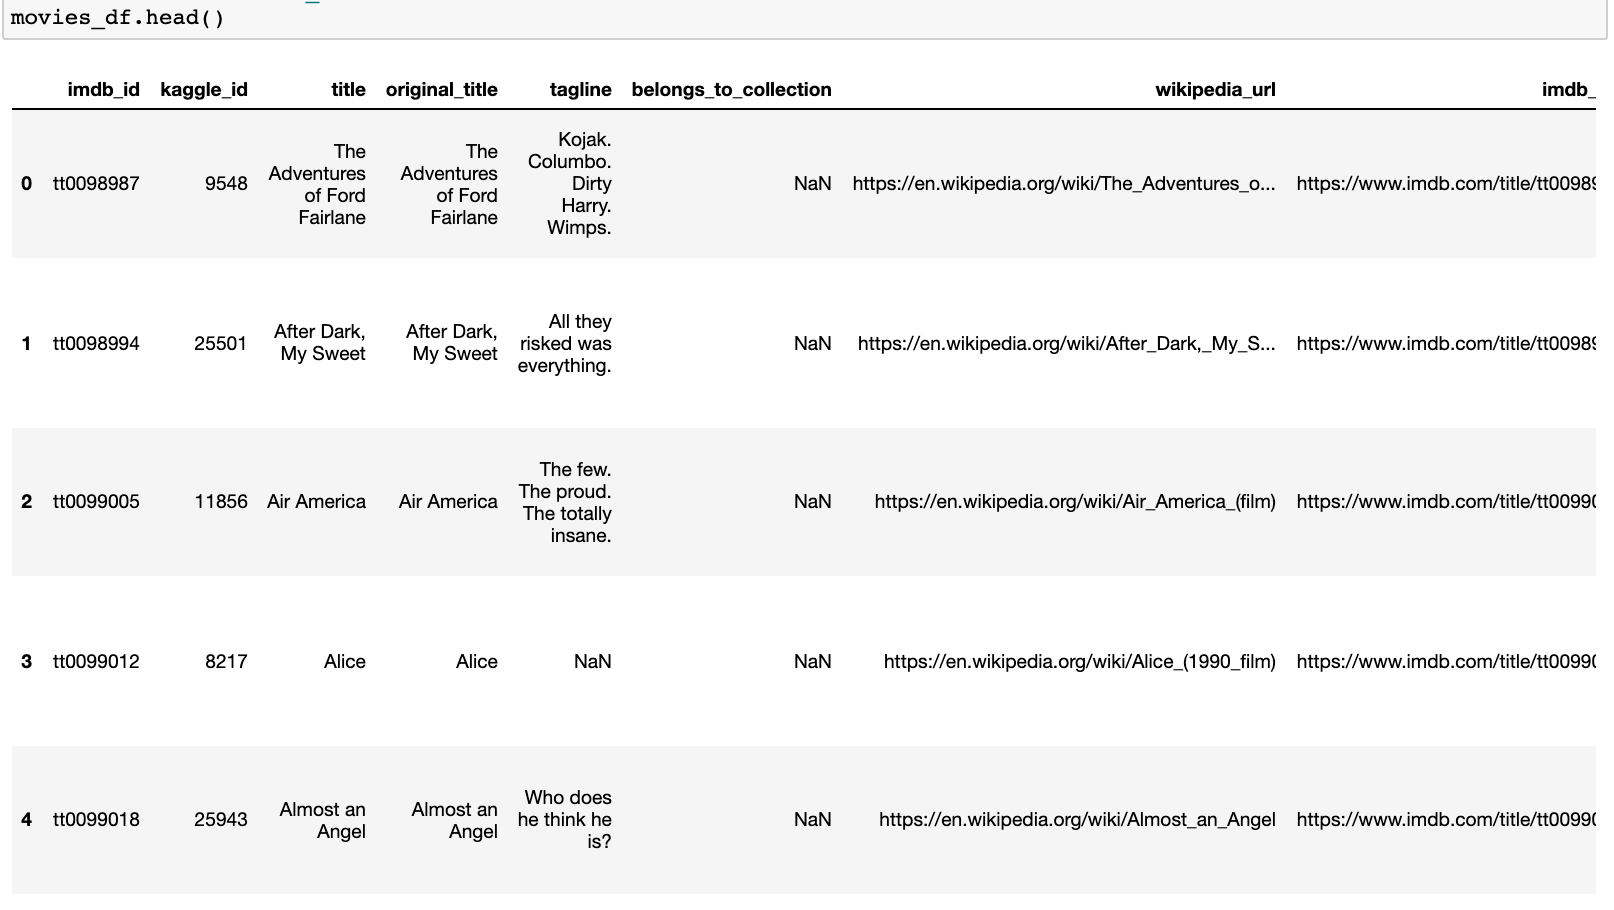 movies_df.head()
imdb_id kaggle_id title original_title tagline belongs_to_collection wikipedia_url imdb_
0 tt0098987 9548 The Adventures of Ford Fairlane The Adventures of Ford Fairlane Kojak. Columbo. Dirty Harry. Wimps. NaN https://en.wikipedia.org/wiki/The_Adventures_o... https://www.imdb.com/title/tt00989
1 tt0098994 25501 After Dark, My Sweet After Dark, My Sweet All they risked was everything. NaN https://en.wikipedia.org/wiki/After_Dark,_My_S... https://www.imdb.com/title/tt00989
2 tt0099005 11856 Air America Air America The few. The proud. The totally insane. NaN https://en.wikipedia.org/wiki/Air_America_(film) https://www.imdb.com/title/tt00990
3 tt0099012 8217 Alice Alice NaN NaN https://en.wikipedia.org/wiki/Alice_(1990_film) https://www.imdb.com/title/tt00990
4 tt0099018 25943 Almost an Angel Almost an Angel Who does he think he is? NaN https://en.wikipedia.org/wiki/Almost_an_Angel https://www.imdb.com/title/tt00990